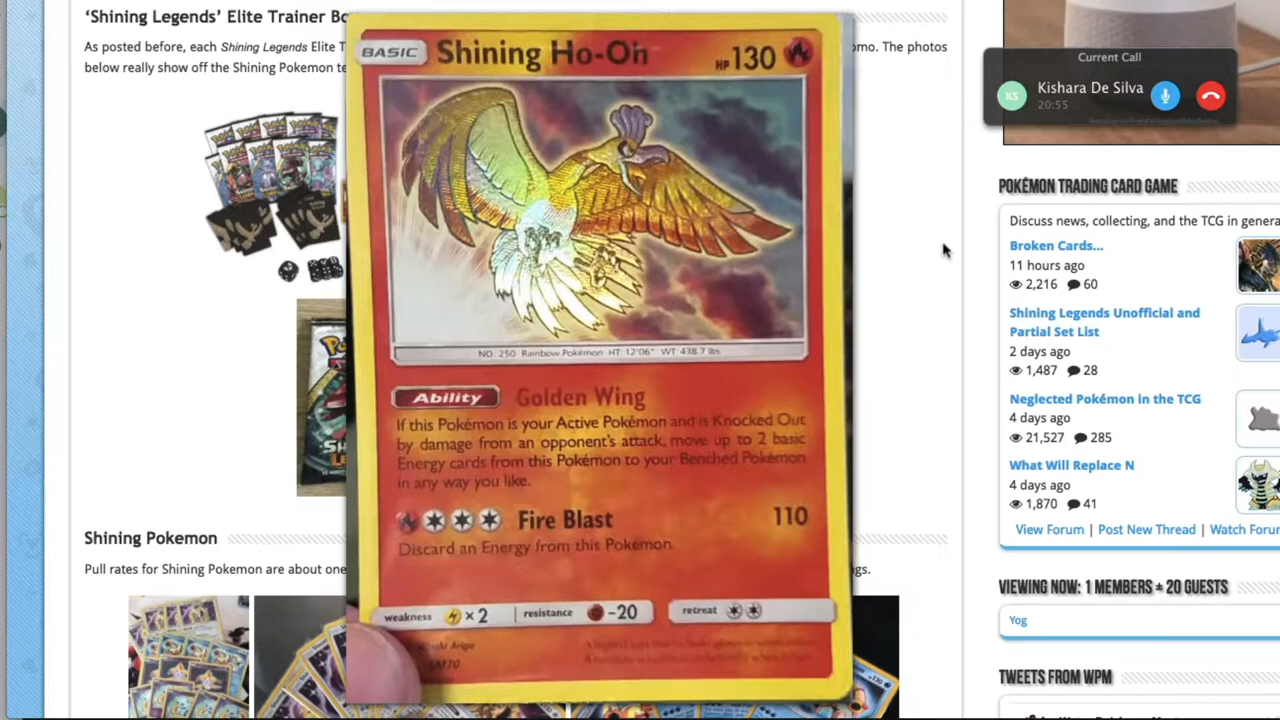 ‘Shining Legends’ Elite Trainer Bo
As posted before, each Shining Legends Elite T
omo. The photos
below really show off the Shining Pokemon te
BASIC Shining Ho-Oh HP 130
NO. 250 Rainbow Pokémon HT: 12'06" WT: 438.7 lbs
Ability Golden Wing
If this Pokémon is your Active Pokémon and is Knocked Out
by damage from an opponent's attack, move up to 2 basic
Energy cards from this Pokémon to your Benched Pokémon
in any way you like.
Fire Blast 110
Discard an Energy from this Pokémon.
weakness ×2 resistance -20 retreat
Arigo
Shining Pokemon
Pull rates for Shining Pokemon are about one
gs.
Current Call
KS
Kishara De Silva
20:55
POKÉMON TRADING CARD GAME
Discuss news, collecting, and the TCG in genera
Broken Cards...
11 hours ago
2,216 60
Shining Legends Unofficial and
Partial Set List
2 days ago
1,487 28
Neglected Pokémon in the TCG
4 days ago
21,527 285
What Will Replace N
4 days ago
1,870 41
View Forum | Post New Thread | Watch Forum
VIEWING NOW: 1 MEMBERS + 20 GUESTS
Yog
TWEETS FROM WPM